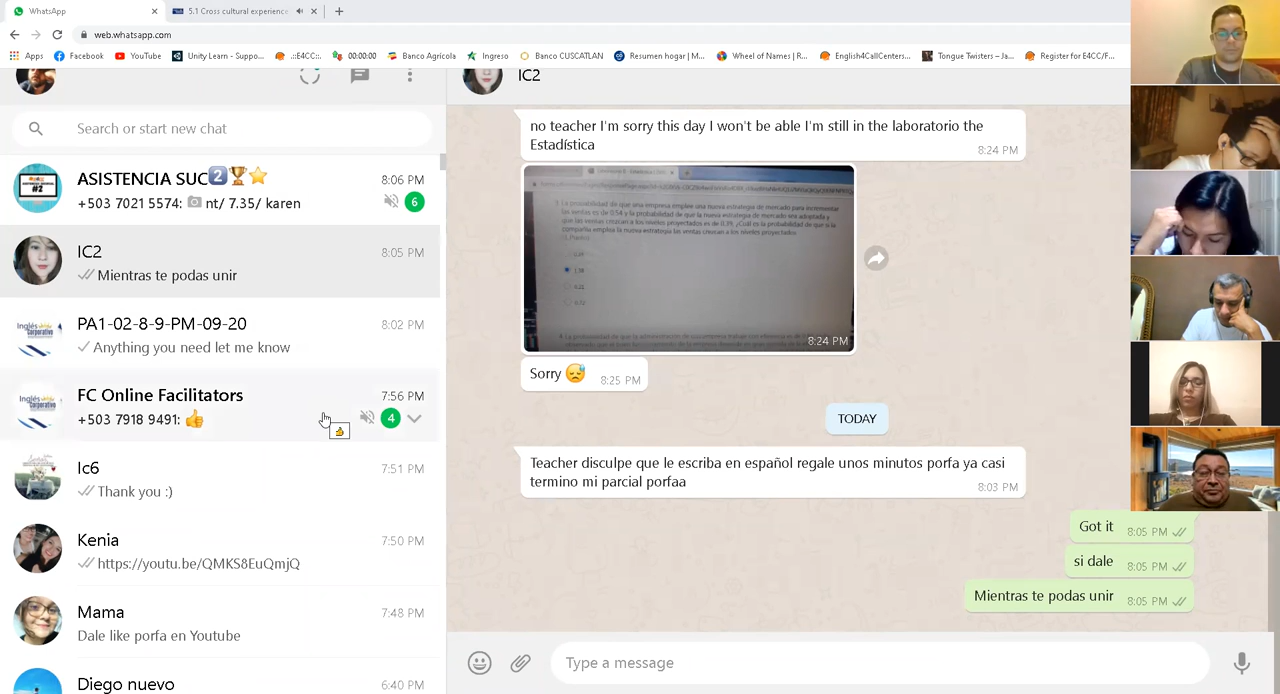 WhatsApp
5.1 Cross cultural experienc
web.whatsapp.com
Apps
Facebook
YouTube
Unity Learn - Suppo...
.::E4CC::.
00:00:00
Banco Agrícola
Ingreso
Banco CUSCATLAN
Resumen hogar | M...
Wheel of Names | R...
English4CallCenters...
Tongue Twisters – Ja...
Register for E4CC/F...
Search or start new chat
ASISTENCIA SUC2️⃣🏆⭐
8:06 PM
+503 7021 5574: 📷 nt/ 7.35/ karen
6
IC2
8:05 PM
Mientras te podas unir
PA1-02-8-9-PM-09-20
8:02 PM
Anything you need let me know
FC Online Facilitators
7:56 PM
+503 7918 9491: 👍
4
Ic6
7:51 PM
Thank you :)
Kenia
7:50 PM
https://youtu.be/QMKS8EuQmjQ
Mama
7:48 PM
Dale like porfa en Youtube
Diego nuevo
6:40 PM
IC2
no teacher I'm sorry this day I won't be able I'm still in the laboratorio the
Estadística
8:24 PM
8:24 PM
Sorry 😥
8:25 PM
TODAY
Teacher disculpe que le escriba en español regale unos minutos porfa ya casi
termino mi parcial porfaa
8:03 PM
Got it
8:05 PM
si dale
8:05 PM
Mientras te podas unir
8:05 PM
Type a message